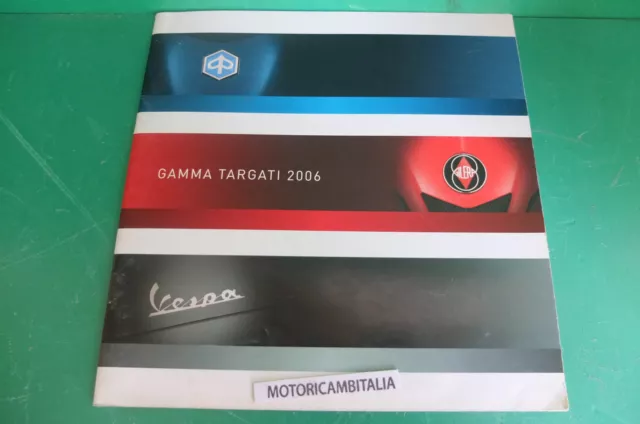 GAMMA TARGATI 2006
GILERA
Vespa
MOTORICAMBITALIA